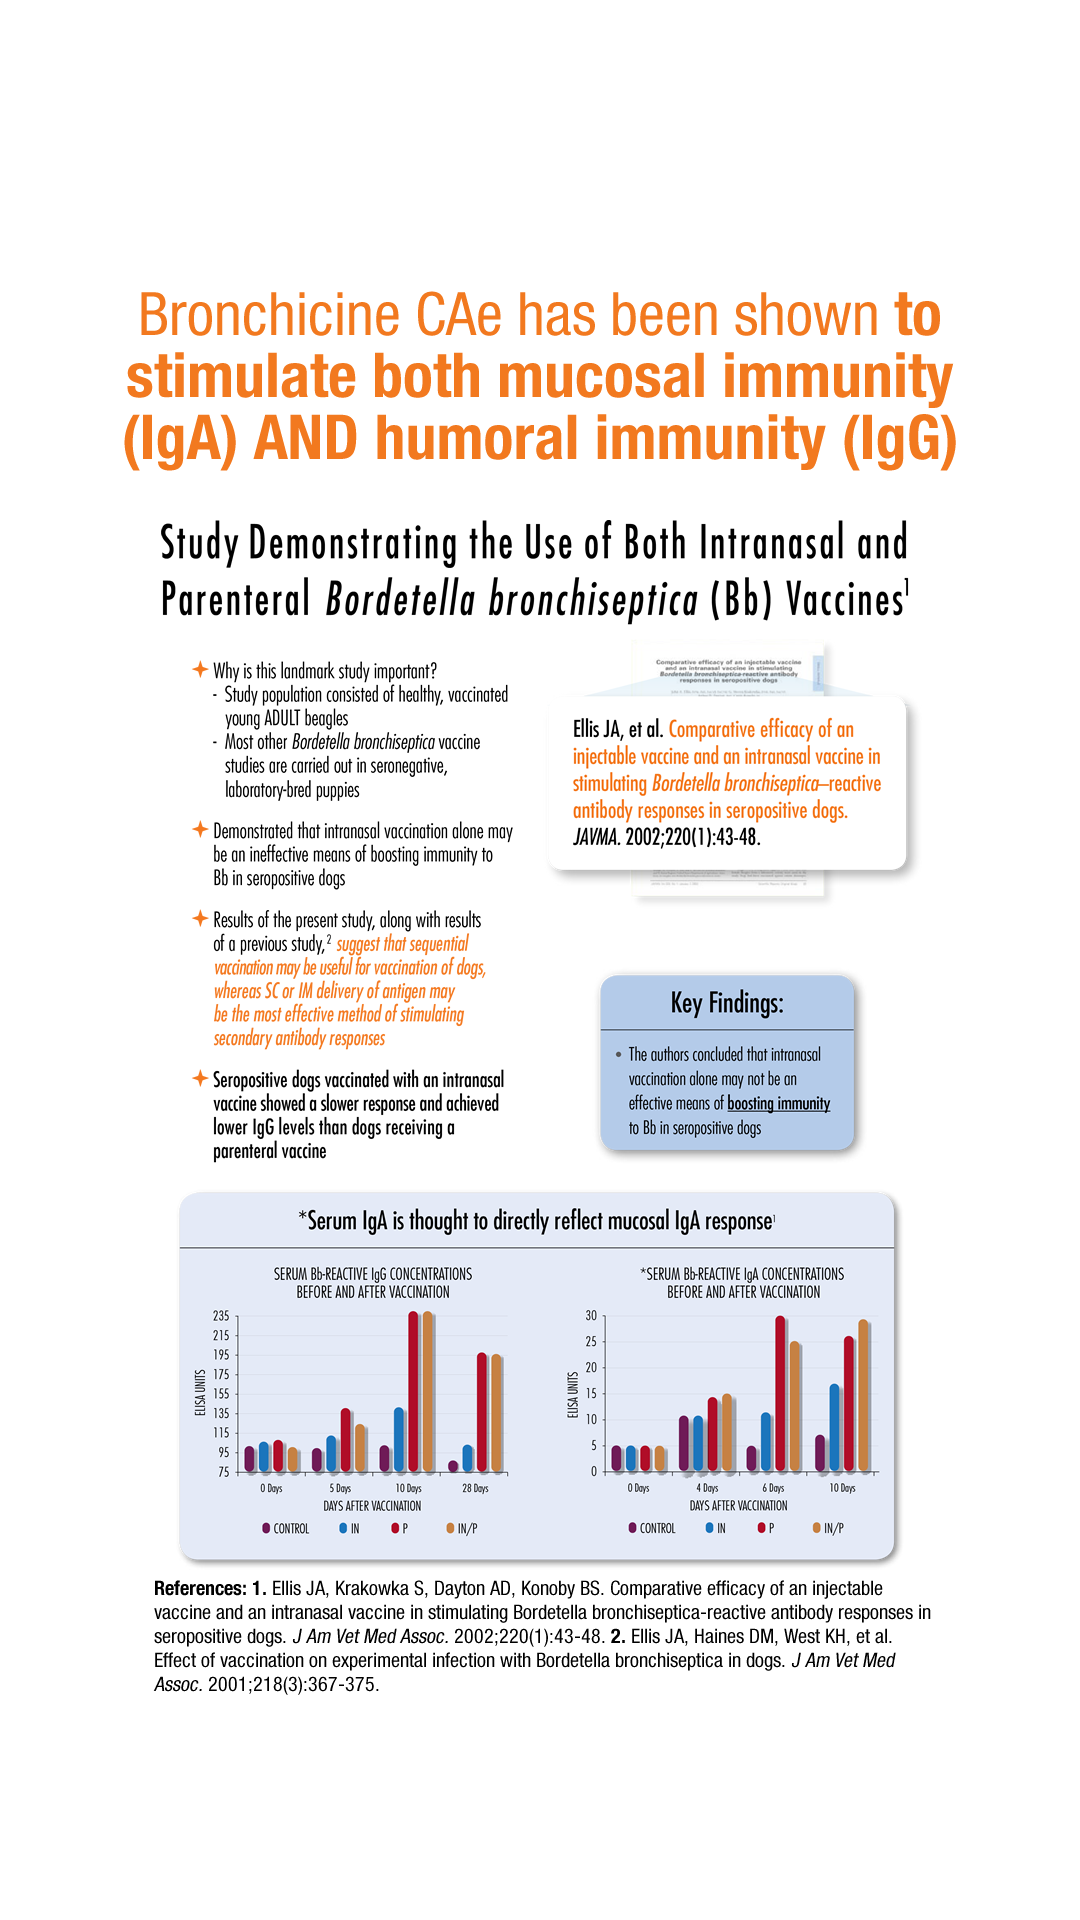 Bronchicine CAe has been shown to
stimulate both mucosal immunity
(IgA) AND humoral immunity (IgG)
Study Demonstrating the Use of Both Intranasal and
Parenteral Bordetella bronchiseptica (Bb) Vaccines¹
Why is this landmark study important?
- Study population consisted of healthy, vaccinated
young ADULT beagles
- Most other Bordetella bronchiseptica vaccine
studies are carried out in seronegative,
laboratory-bred puppies
Demonstrated that intranasal vaccination alone may
be an ineffective means of boosting immunity to
Bb in seropositive dogs
Results of the present study, along with results
of a previous study,² suggest that sequential
vaccination may be useful for vaccination of dogs,
whereas SC or IM delivery of antigen may
be the most effective method of stimulating
secondary antibody responses
Seropositive dogs vaccinated with an intranasal
vaccine showed a slower response and achieved
lower IgG levels than dogs receiving a
parenteral vaccine
Comparative efficacy of an injectable vaccine
and an intranasal vaccine in stimulating
Bordetella bronchiseptica-reactive antibody
responses in seropositive dogs
Ellis JA, et al. Comparative efficacy of an
injectable vaccine and an intranasal vaccine in
stimulating Bordetella bronchiseptica–reactive
antibody responses in seropositive dogs.
JAVMA. 2002;220(1):43-48.
Key Findings:
• The authors concluded that intranasal
vaccination alone may not be an
effective means of boosting immunity
to Bb in seropositive dogs
*Serum IgA is thought to directly reflect mucosal IgA response¹
SERUM Bb-REACTIVE IgG CONCENTRATIONS
BEFORE AND AFTER VACCINATION
ELISA UNITS
235
215
195
175
155
135
115
95
75
0 Days 5 Days 10 Days 28 Days
DAYS AFTER VACCINATION
CONTROL IN P IN/P
*SERUM Bb-REACTIVE IgA CONCENTRATIONS
BEFORE AND AFTER VACCINATION
ELISA UNITS
30
25
20
15
10
5
0
0 Days 4 Days 6 Days 10 Days
DAYS AFTER VACCINATION
CONTROL IN P IN/P
References: 1. Ellis JA, Krakowka S, Dayton AD, Konoby BS. Comparative efficacy of an injectable
vaccine and an intranasal vaccine in stimulating Bordetella bronchiseptica-reactive antibody responses in
seropositive dogs. J Am Vet Med Assoc. 2002;220(1):43-48. 2. Ellis JA, Haines DM, West KH, et al.
Effect of vaccination on experimental infection with Bordetella bronchiseptica in dogs. J Am Vet Med
Assoc. 2001;218(3):367-375.